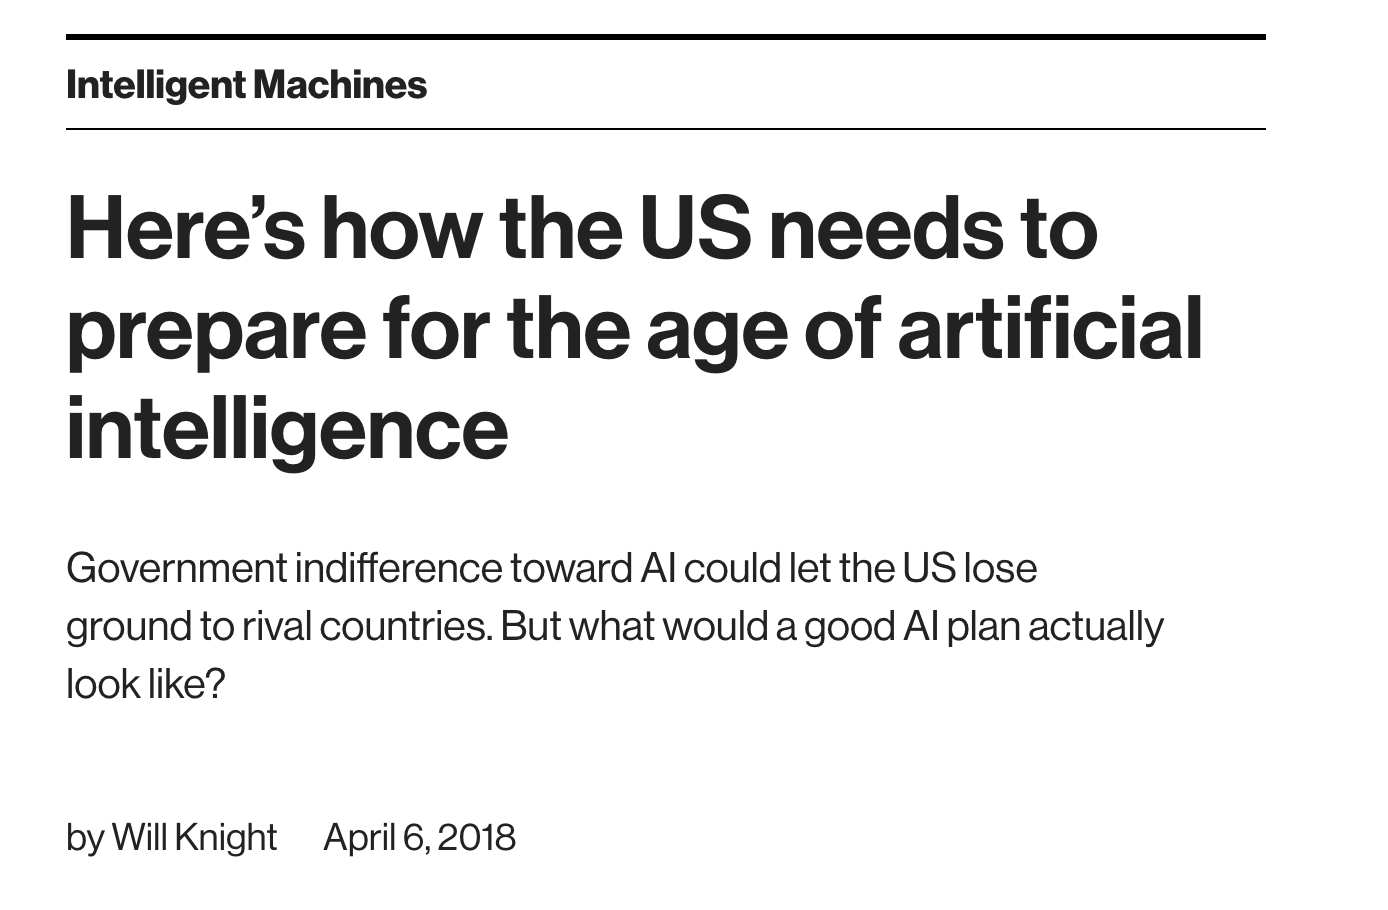 Intelligent Machines
Here’s how the US needs to
prepare for the age of artificial
intelligence
Government indifference toward AI could let the US lose
ground to rival countries. But what would a good AI plan actually
look like?
by Will Knight April 6, 2018